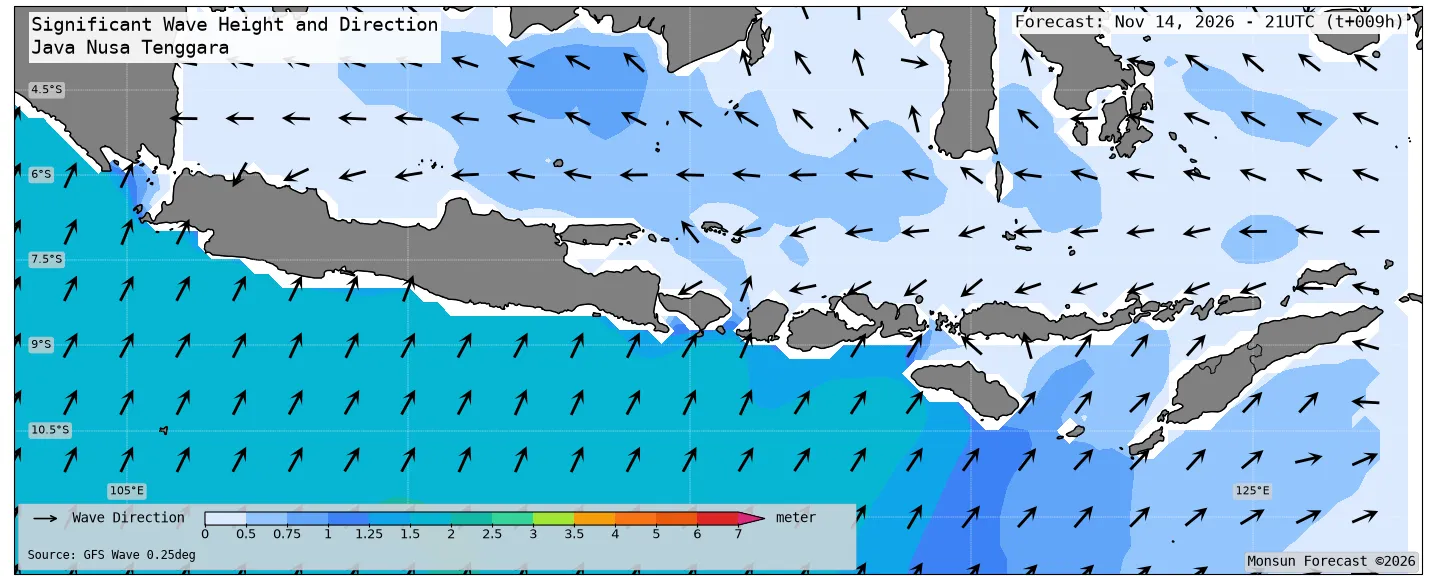 Significant Wave Height and Direction
Java Nusa Tenggara
Forecast: Nov 14, 2026 - 21UTC (t+009h)
4.5°S
6°S
7.5°S
9°S
10.5°S
105°E
125°E
Wave Direction
meter
0 0.5 0.75 1 1.25 1.5 2 2.5 3 3.5 4 5 6 7
Source: GFS Wave 0.25deg
Monsun Forecast ©2026